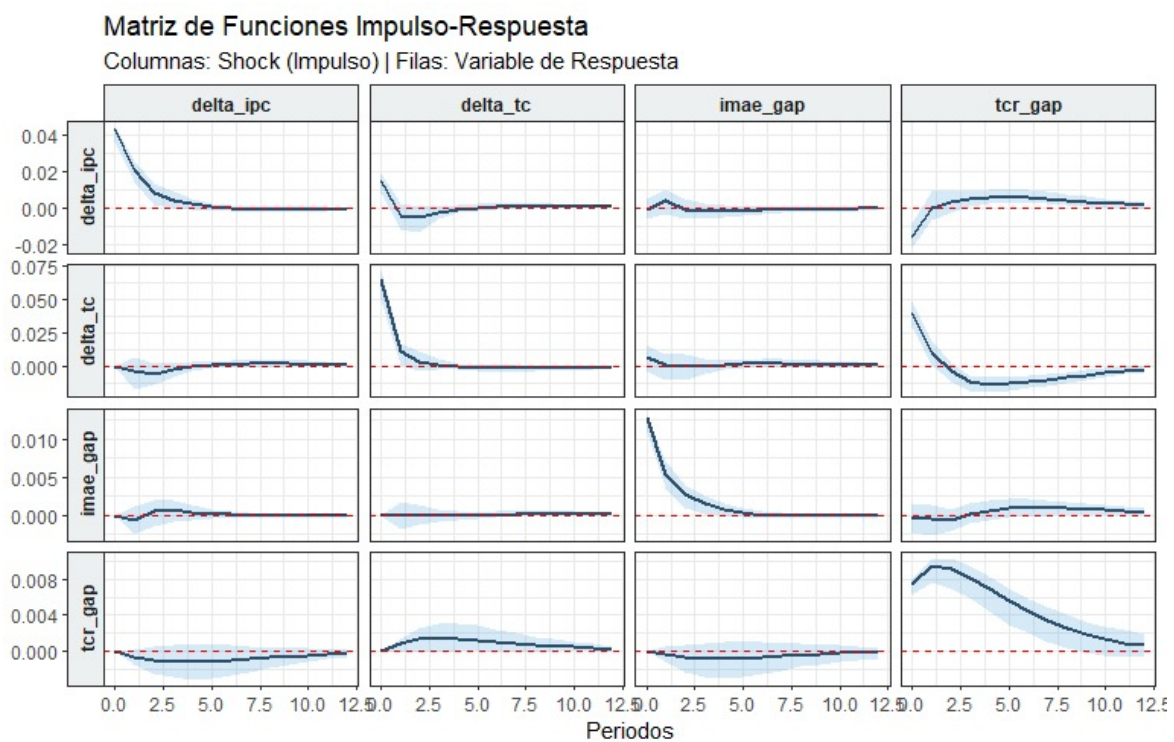 Matriz de Funciones Impulso-Respuesta
Columnas: Shock (Impulso) | Filas: Variable de Respuesta
delta_ipc delta_tc imae_gap tcr_gap
delta_ipc
0.04
0.02
0.00
-0.02
delta_tc
0.075
0.050
0.025
0.000
imae_gap
0.010
0.005
0.000
tcr_gap
0.008
0.004
0.000
0.0 2.5 5.0 7.5 10.0 12.5 0.0 2.5 5.0 7.5 10.0 12.5 0.0 2.5 5.0 7.5 10.0 12.5 0.0 2.5 5.0 7.5 10.0 12.5
Periodos